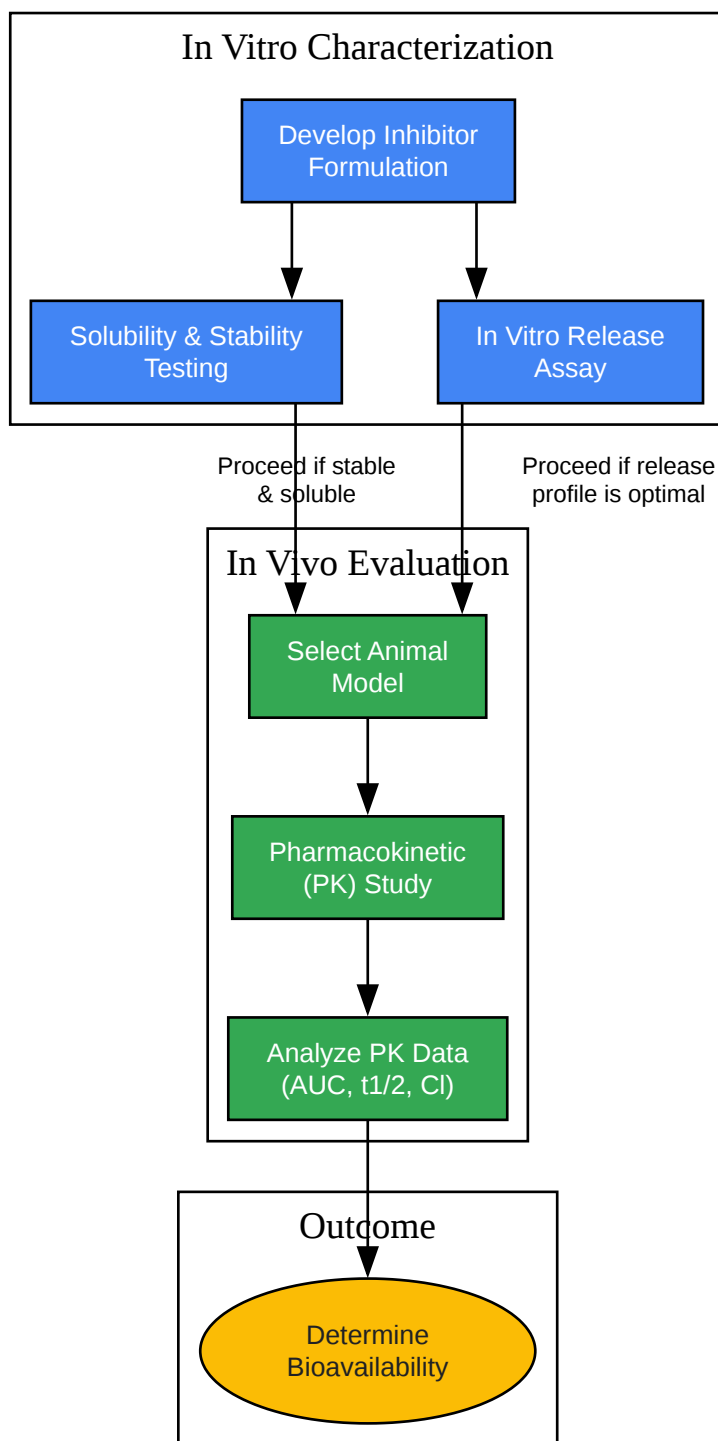 In Vitro Characterization
Develop Inhibitor
Formulation
Solubility & Stability
Testing
In Vitro Release
Assay
Proceed if stable
& soluble
Proceed if release
profile is optimal
In Vivo Evaluation
Select Animal
Model
Pharmacokinetic
(PK) Study
Analyze PK Data
(AUC, t1/2, Cl)
Outcome
Determine
Bioavailability